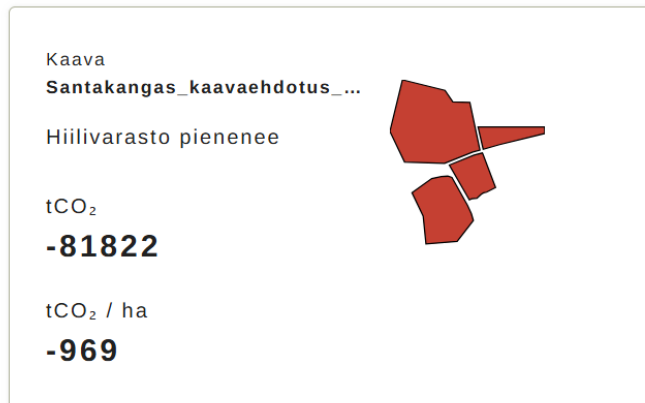 Kaava
Santakangas_kaavaehdotus_...
Hiilivarasto pienenee
tCO₂
-81822
tCO₂ / ha
-969